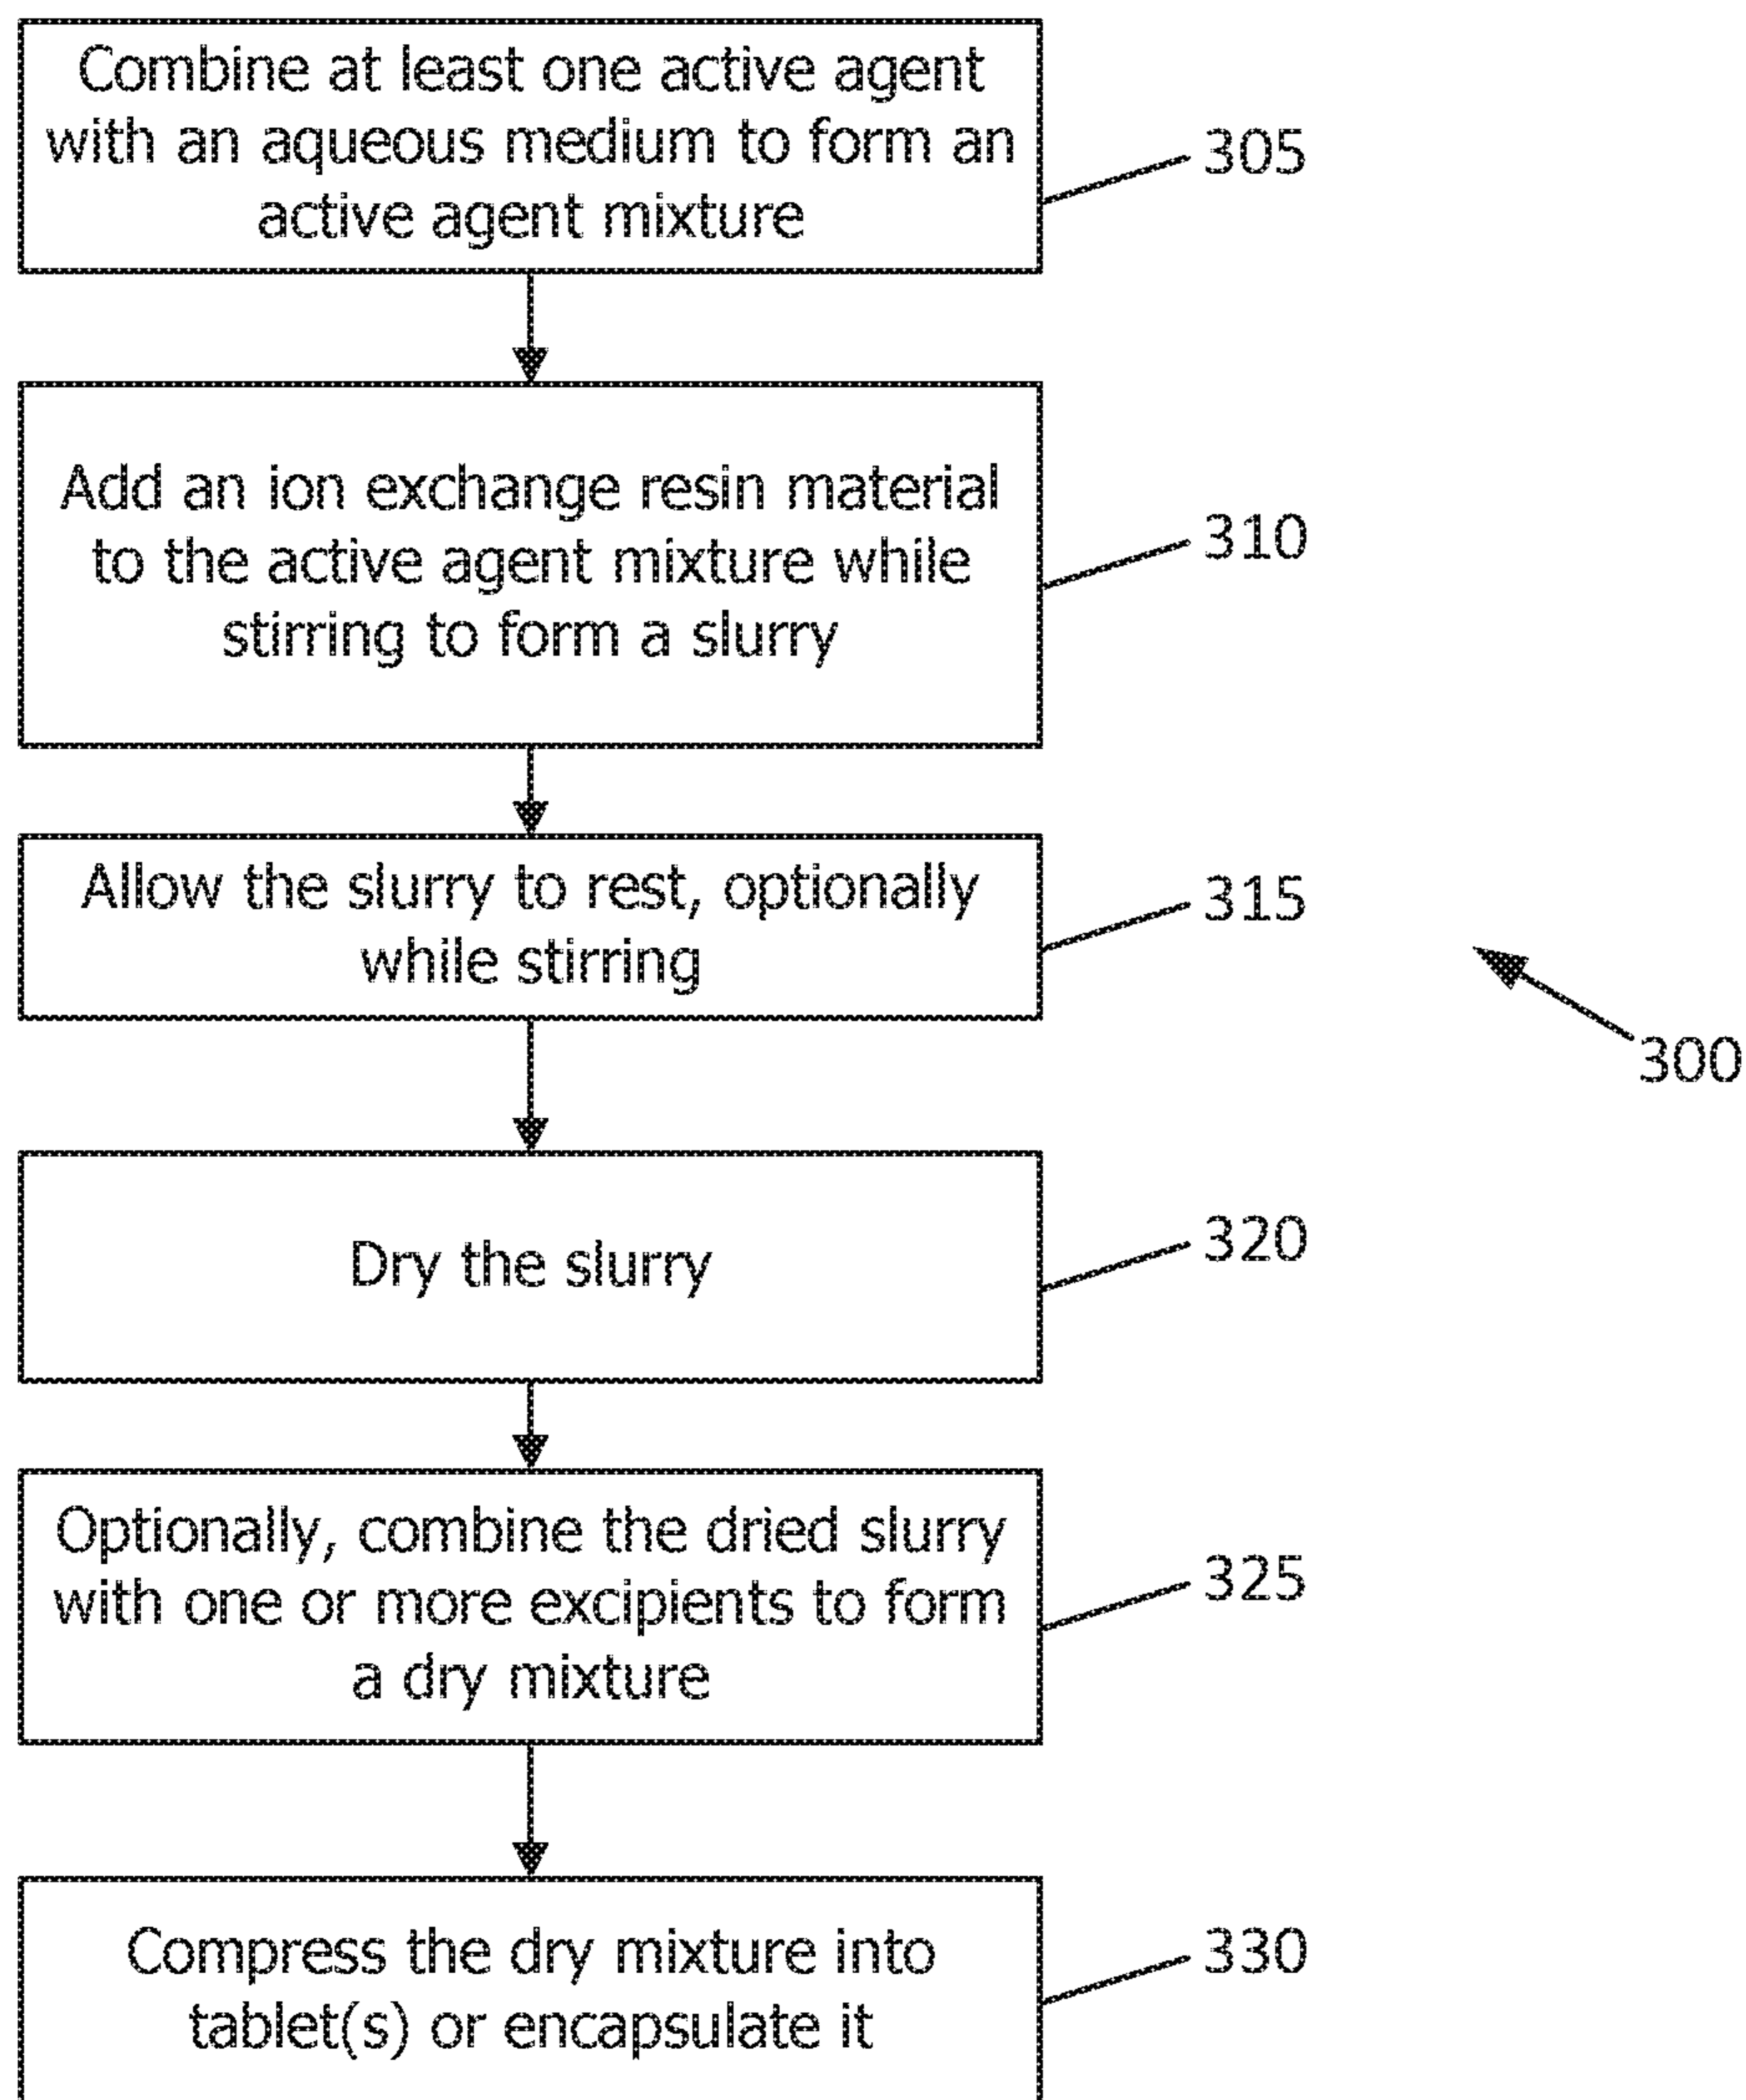 Combine at least one active agent
with an aqueous medium to form an
active agent mixture
305
Add an ion exchange resin material
to the active agent mixture while
stirring to form a slurry
310
Allow the slurry to rest, optionally
while stirring
315
300
Dry the slurry
320
Optionally, combine the dried slurry
with one or more excipients to form
a dry mixture
325
Compress the dry mixture into
tablet(s) or encapsulate it
330